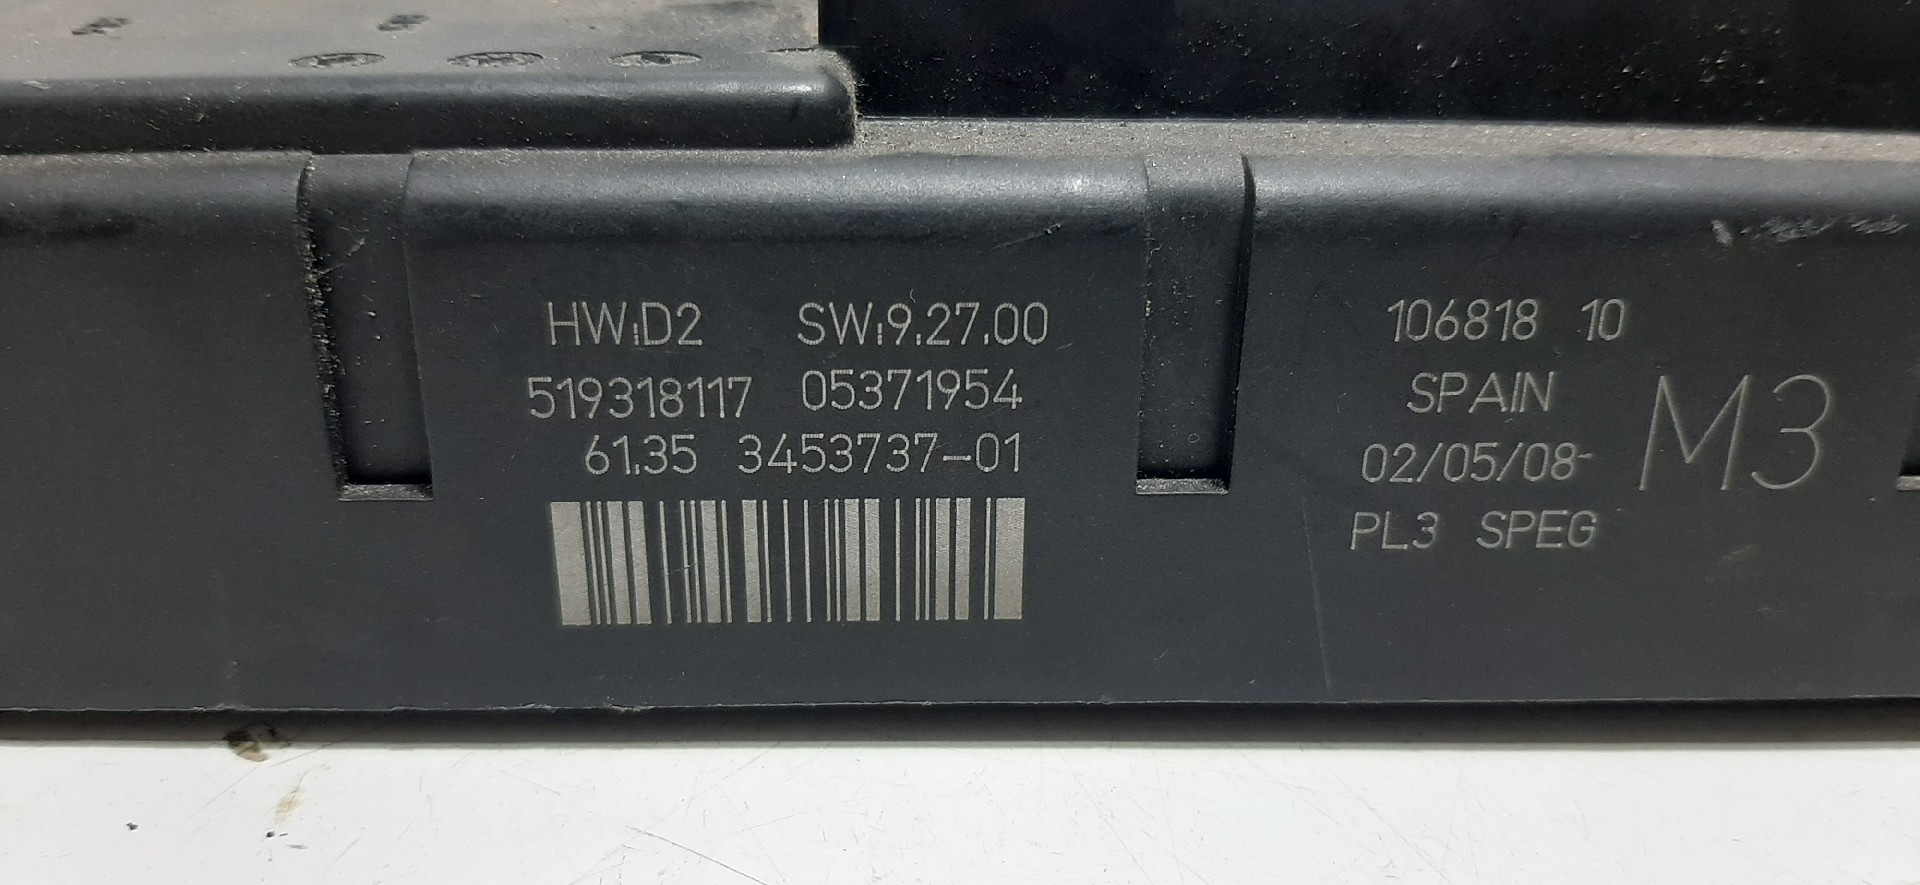 HW:D2 SW:9.27.00
519318117 05371954
61.35 3453737-01
106818 10
SPAIN
02/05/08-
PL3 SPEG
M3